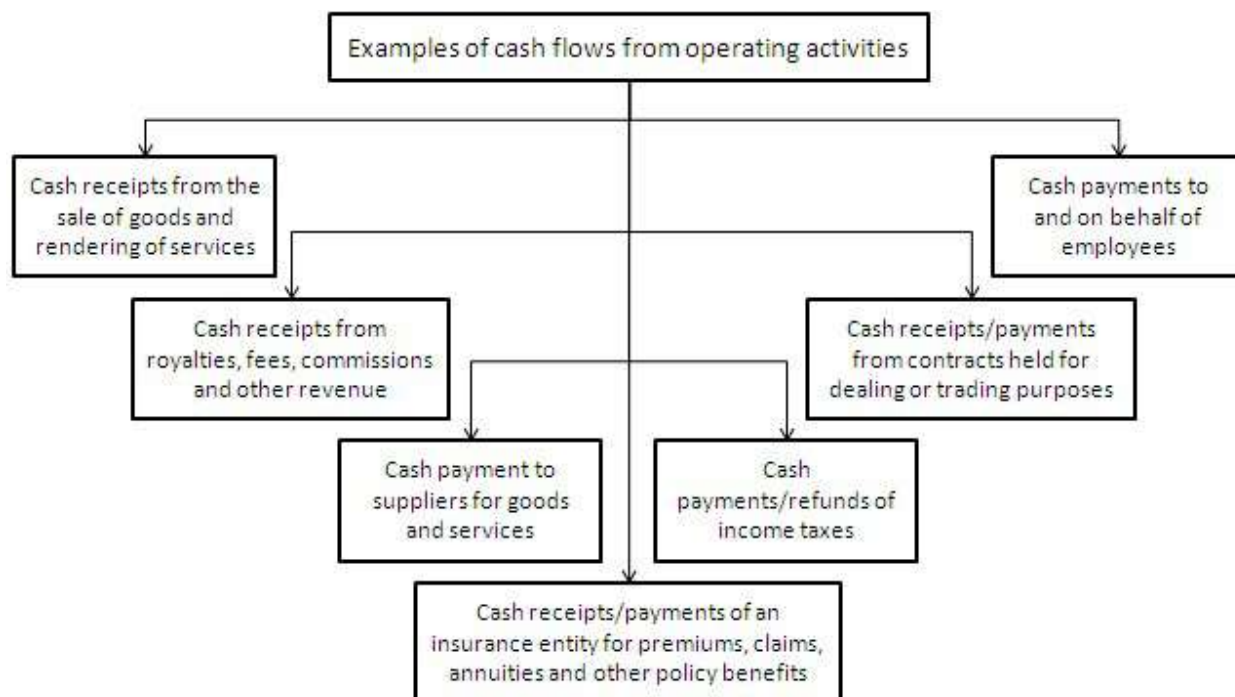 Examples of cash flows from operating activities
Cash receipts from the
sale of goods and
rendering of services
Cash payments to
and on behalf of
employees
Cash receipts from
royalties, fees, commissions
and other revenue
Cash receipts/payments
from contracts held for
dealing or trading purposes
Cash payment to
suppliers for goods
and services
Cash
payments/refunds of
income taxes
Cash receipts/payments of an
insurance entity for premiums, claims,
annuities and other policy benefits